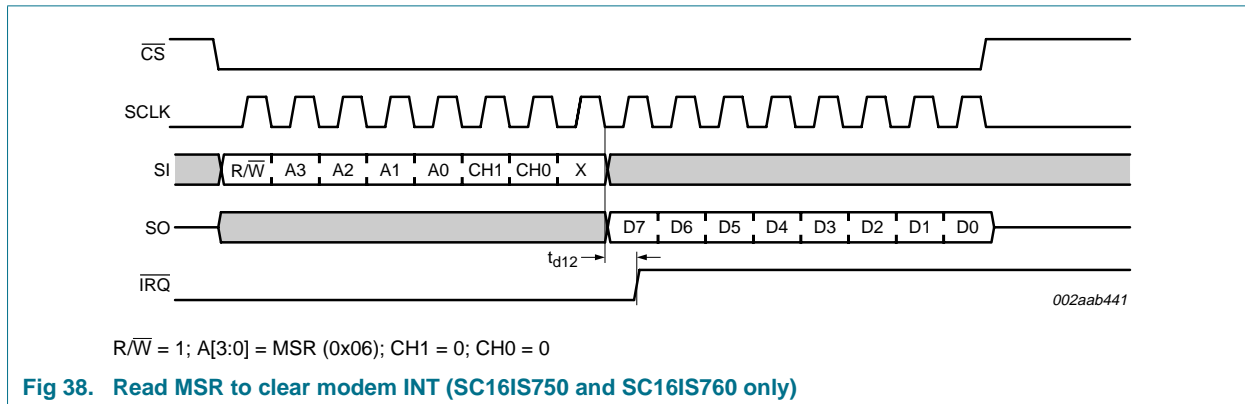 CS
SCLK
SI R/W A3 A2 A1 A0 CH1 CH0 X
SO D7 D6 D5 D4 D3 D2 D1 D0
td12
IRQ
002aab441
R/W = 1; A[3:0] = MSR (0x06); CH1 = 0; CH0 = 0
Fig 38. Read MSR to clear modem INT (SC16IS750 and SC16IS760 only)